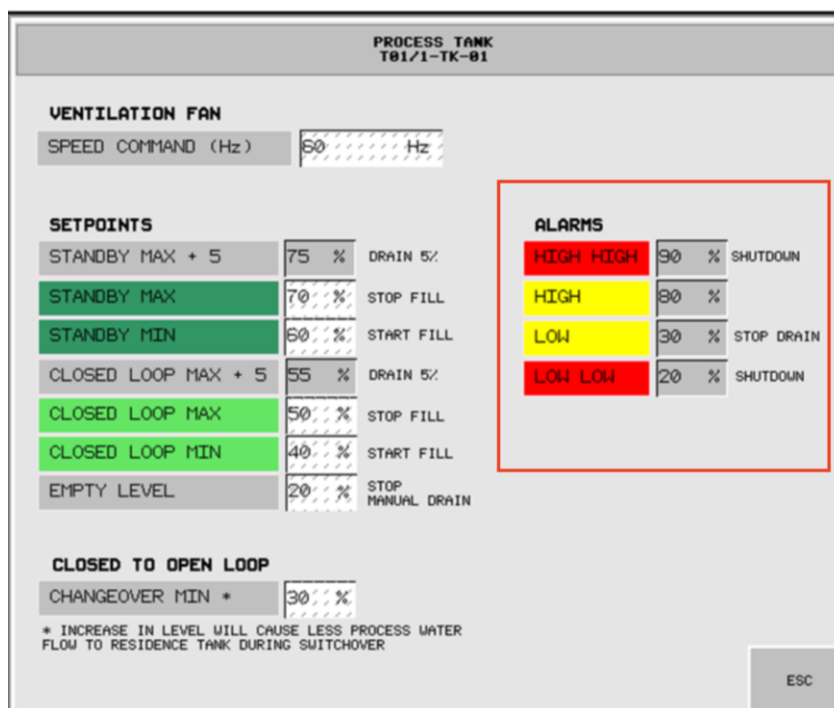 PROCESS TANK
T01/1-TK-01
VENTILATION FAN
SPEED COMMAND (Hz) 60 Hz
SETPOINTS
STANDBY MAX + 5 75 % DRAIN 5%
STANDBY MAX 70 % STOP FILL
STANDBY MIN 60 % START FILL
CLOSED LOOP MAX + 5 55 % DRAIN 5%
CLOSED LOOP MAX 50 % STOP FILL
CLOSED LOOP MIN 40 % START FILL
EMPTY LEVEL 20 % STOP
MANUAL DRAIN
ALARMS
HIGH HIGH 90 % SHUTDOWN
HIGH 80 %
LOW 30 % STOP DRAIN
LOW LOW 20 % SHUTDOWN
CLOSED TO OPEN LOOP
CHANGEOVER MIN * 30 %
* INCREASE IN LEVEL WILL CAUSE LESS PROCESS WATER
FLOW TO RESIDENCE TANK DURING SWITCHOVER
ESC